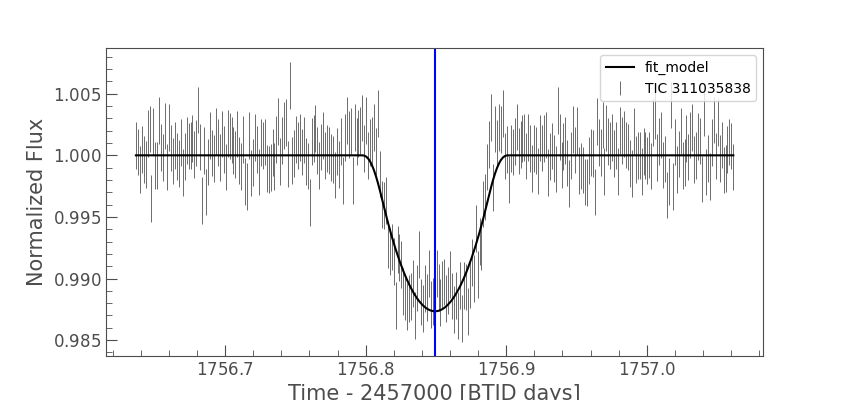 fit_model
TIC 311035838
1.005
1.000
0.995
0.990
0.985
Normalized Flux
1756.7 1756.8 1756.9 1757.0
Time - 2457000 [BTJD days]